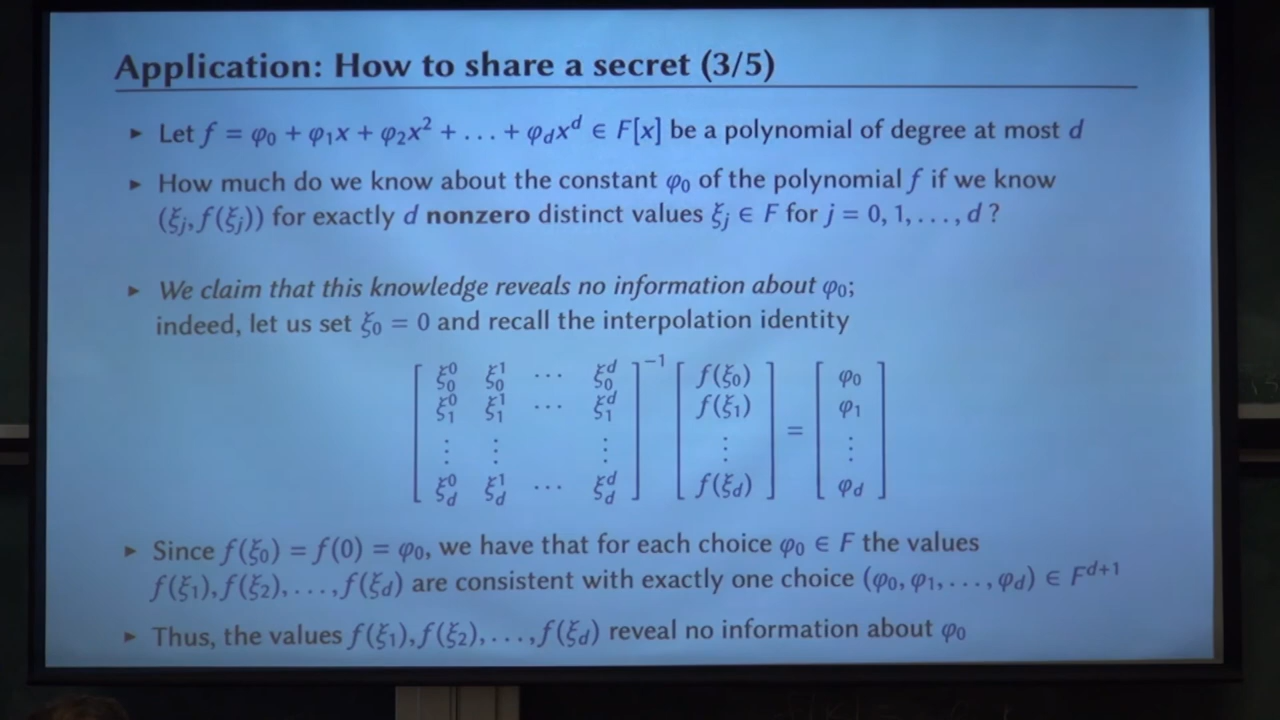 Application: How to share a secret (3/5)
▸ Let f = φ₀ + φ₁x + φ₂x² + . . . + φ_dx^d ∈ F[x] be a polynomial of degree at most d
▸ How much do we know about the constant φ₀ of the polynomial f if we know
(ξ_j, f(ξ_j)) for exactly d nonzero distinct values ξ_j ∈ F for j = 0, 1, . . . , d ?
▸ We claim that this knowledge reveals no information about φ₀;
indeed, let us set ξ₀ = 0 and recall the interpolation identity
[ ξ₀⁰ ξ₀¹ ⋯ ξ₀^d ]⁻¹ [ f(ξ₀) ] [ φ₀ ]
[ ξ₁⁰ ξ₁¹ ⋯ ξ₁^d ] [ f(ξ₁) ] = [ φ₁ ]
[ ⋮ ⋮ ⋮ ] [ ⋮ ] [ ⋮ ]
[ ξ_d⁰ ξ_d¹ ⋯ ξ_d^d ] [ f(ξ_d) ] [ φ_d ]
▸ Since f(ξ₀) = f(0) = φ₀, we have that for each choice φ₀ ∈ F the values
f(ξ₁), f(ξ₂), . . . , f(ξ_d) are consistent with exactly one choice (φ₀, φ₁, . . . , φ_d) ∈ F^{d+1}
▸ Thus, the values f(ξ₁), f(ξ₂), . . . , f(ξ_d) reveal no information about φ₀